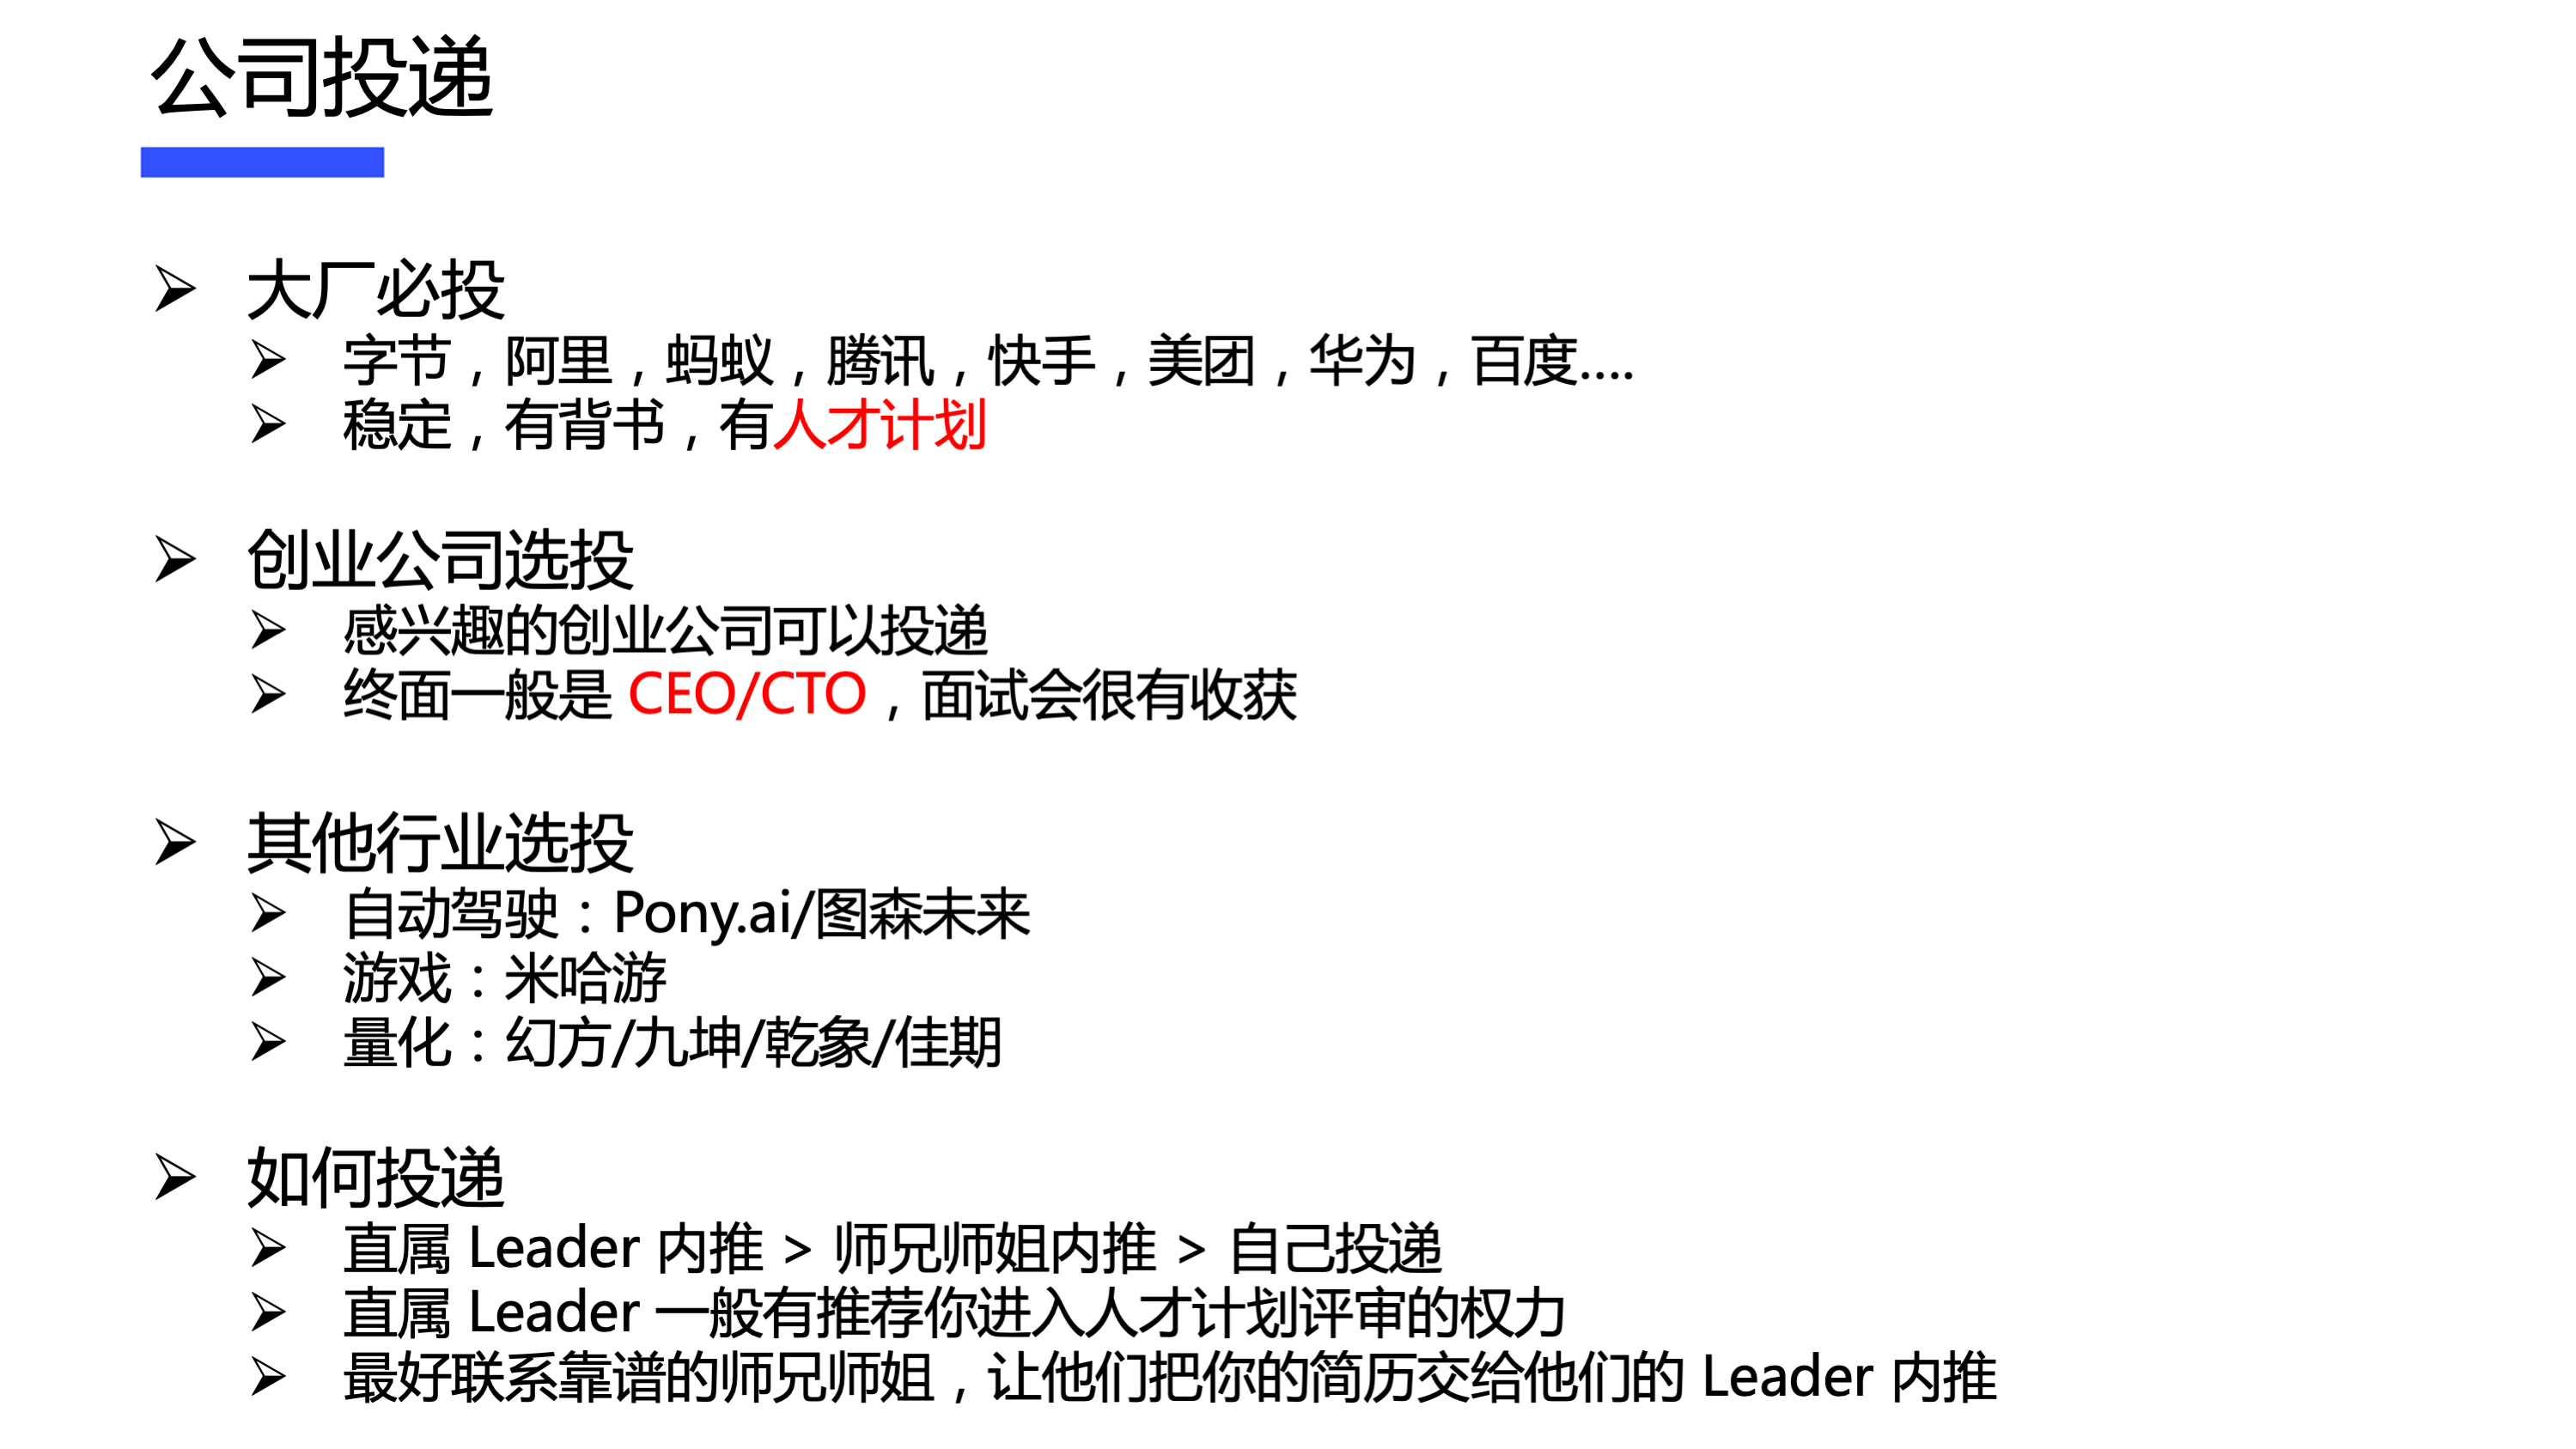 公司投递
大厂必投
字节，阿里，蚂蚁，腾讯，快手，美团，华为，百度....
稳定，有背书，有人才计划
创业公司选投
感兴趣的创业公司可以投递
终面一般是 CEO/CTO，面试会很有收获
其他行业选投
自动驾驶：Pony.ai/图森未来
游戏：米哈游
量化：幻方/九坤/乾象/佳期
如何投递
直属 Leader 内推 > 师兄师姐内推 > 自己投递
直属 Leader 一般有推荐你进入人才计划评审的权力
最好联系靠谱的师兄师姐，让他们把你的简历交给他们的 Leader 内推